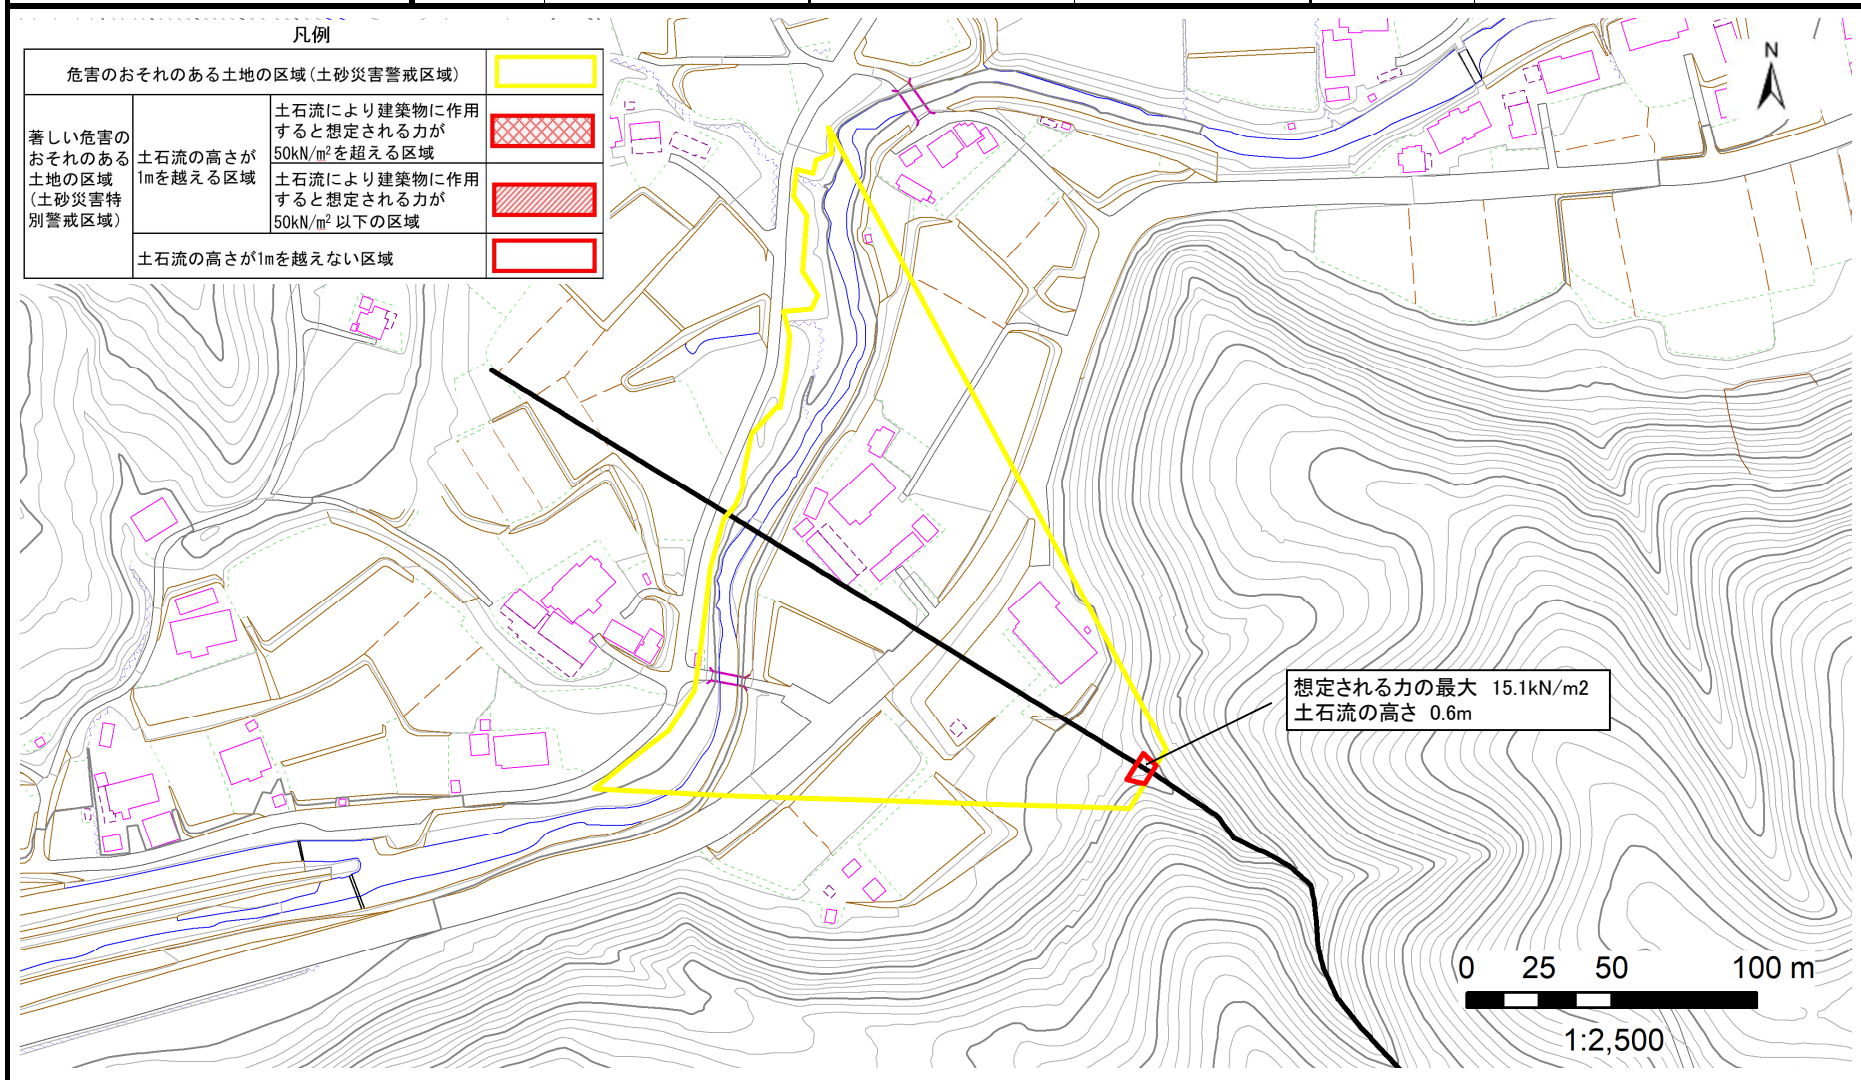 凡例
危害のおそれのある土地の区域(土砂災害警戒区域)
著しい危害の
おそれのある
土地の区域
(土砂災害特
別警戒区域)
土石流の高さが
1mを越える区域
土石流により建築物に作用
すると想定される力が
50kN/㎡を超える区域
土石流により建築物に作用
すると想定される力が
50kN/㎡以下の区域
土石流の高さが1mを越えない区域
N
想定される力の最大 15.1kN/m2
土石流の高さ 0.6m
0 25 50 100 m
1:2,500